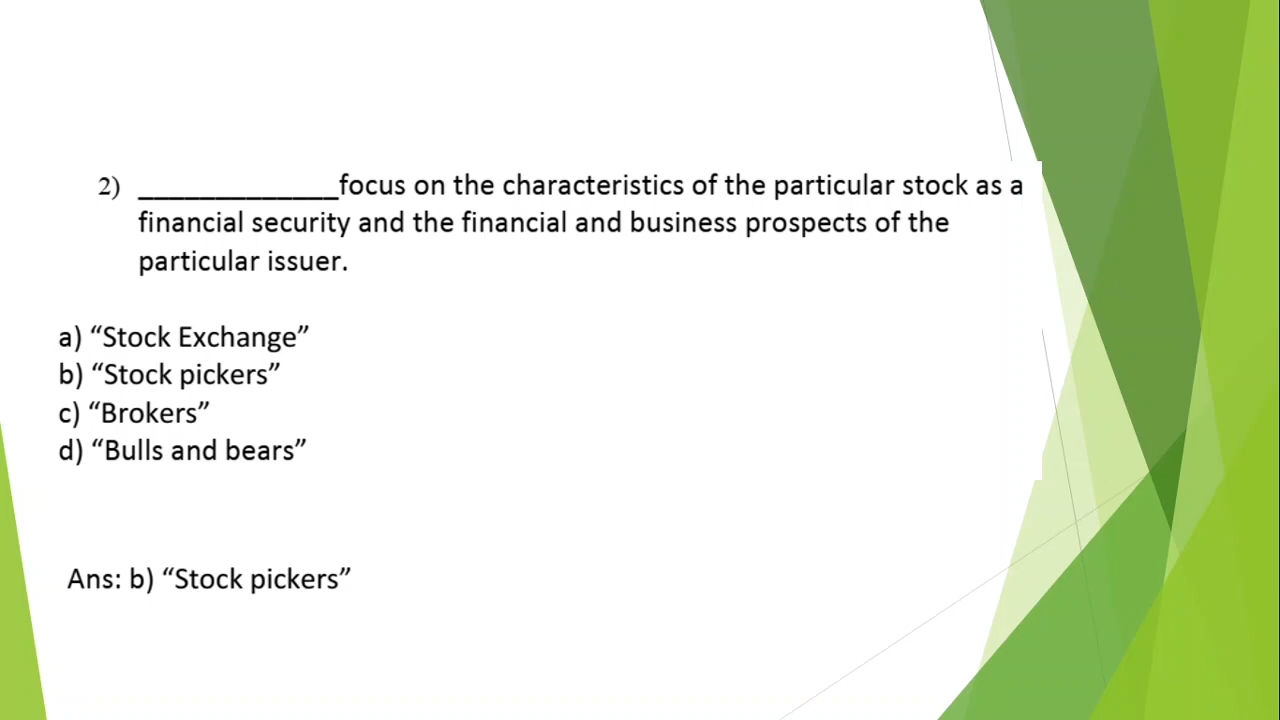 2) _____________focus on the characteristics of the particular stock as a
financial security and the financial and business prospects of the
particular issuer.
a) “Stock Exchange”
b) “Stock pickers”
c) “Brokers”
d) “Bulls and bears”
Ans: b) “Stock pickers”